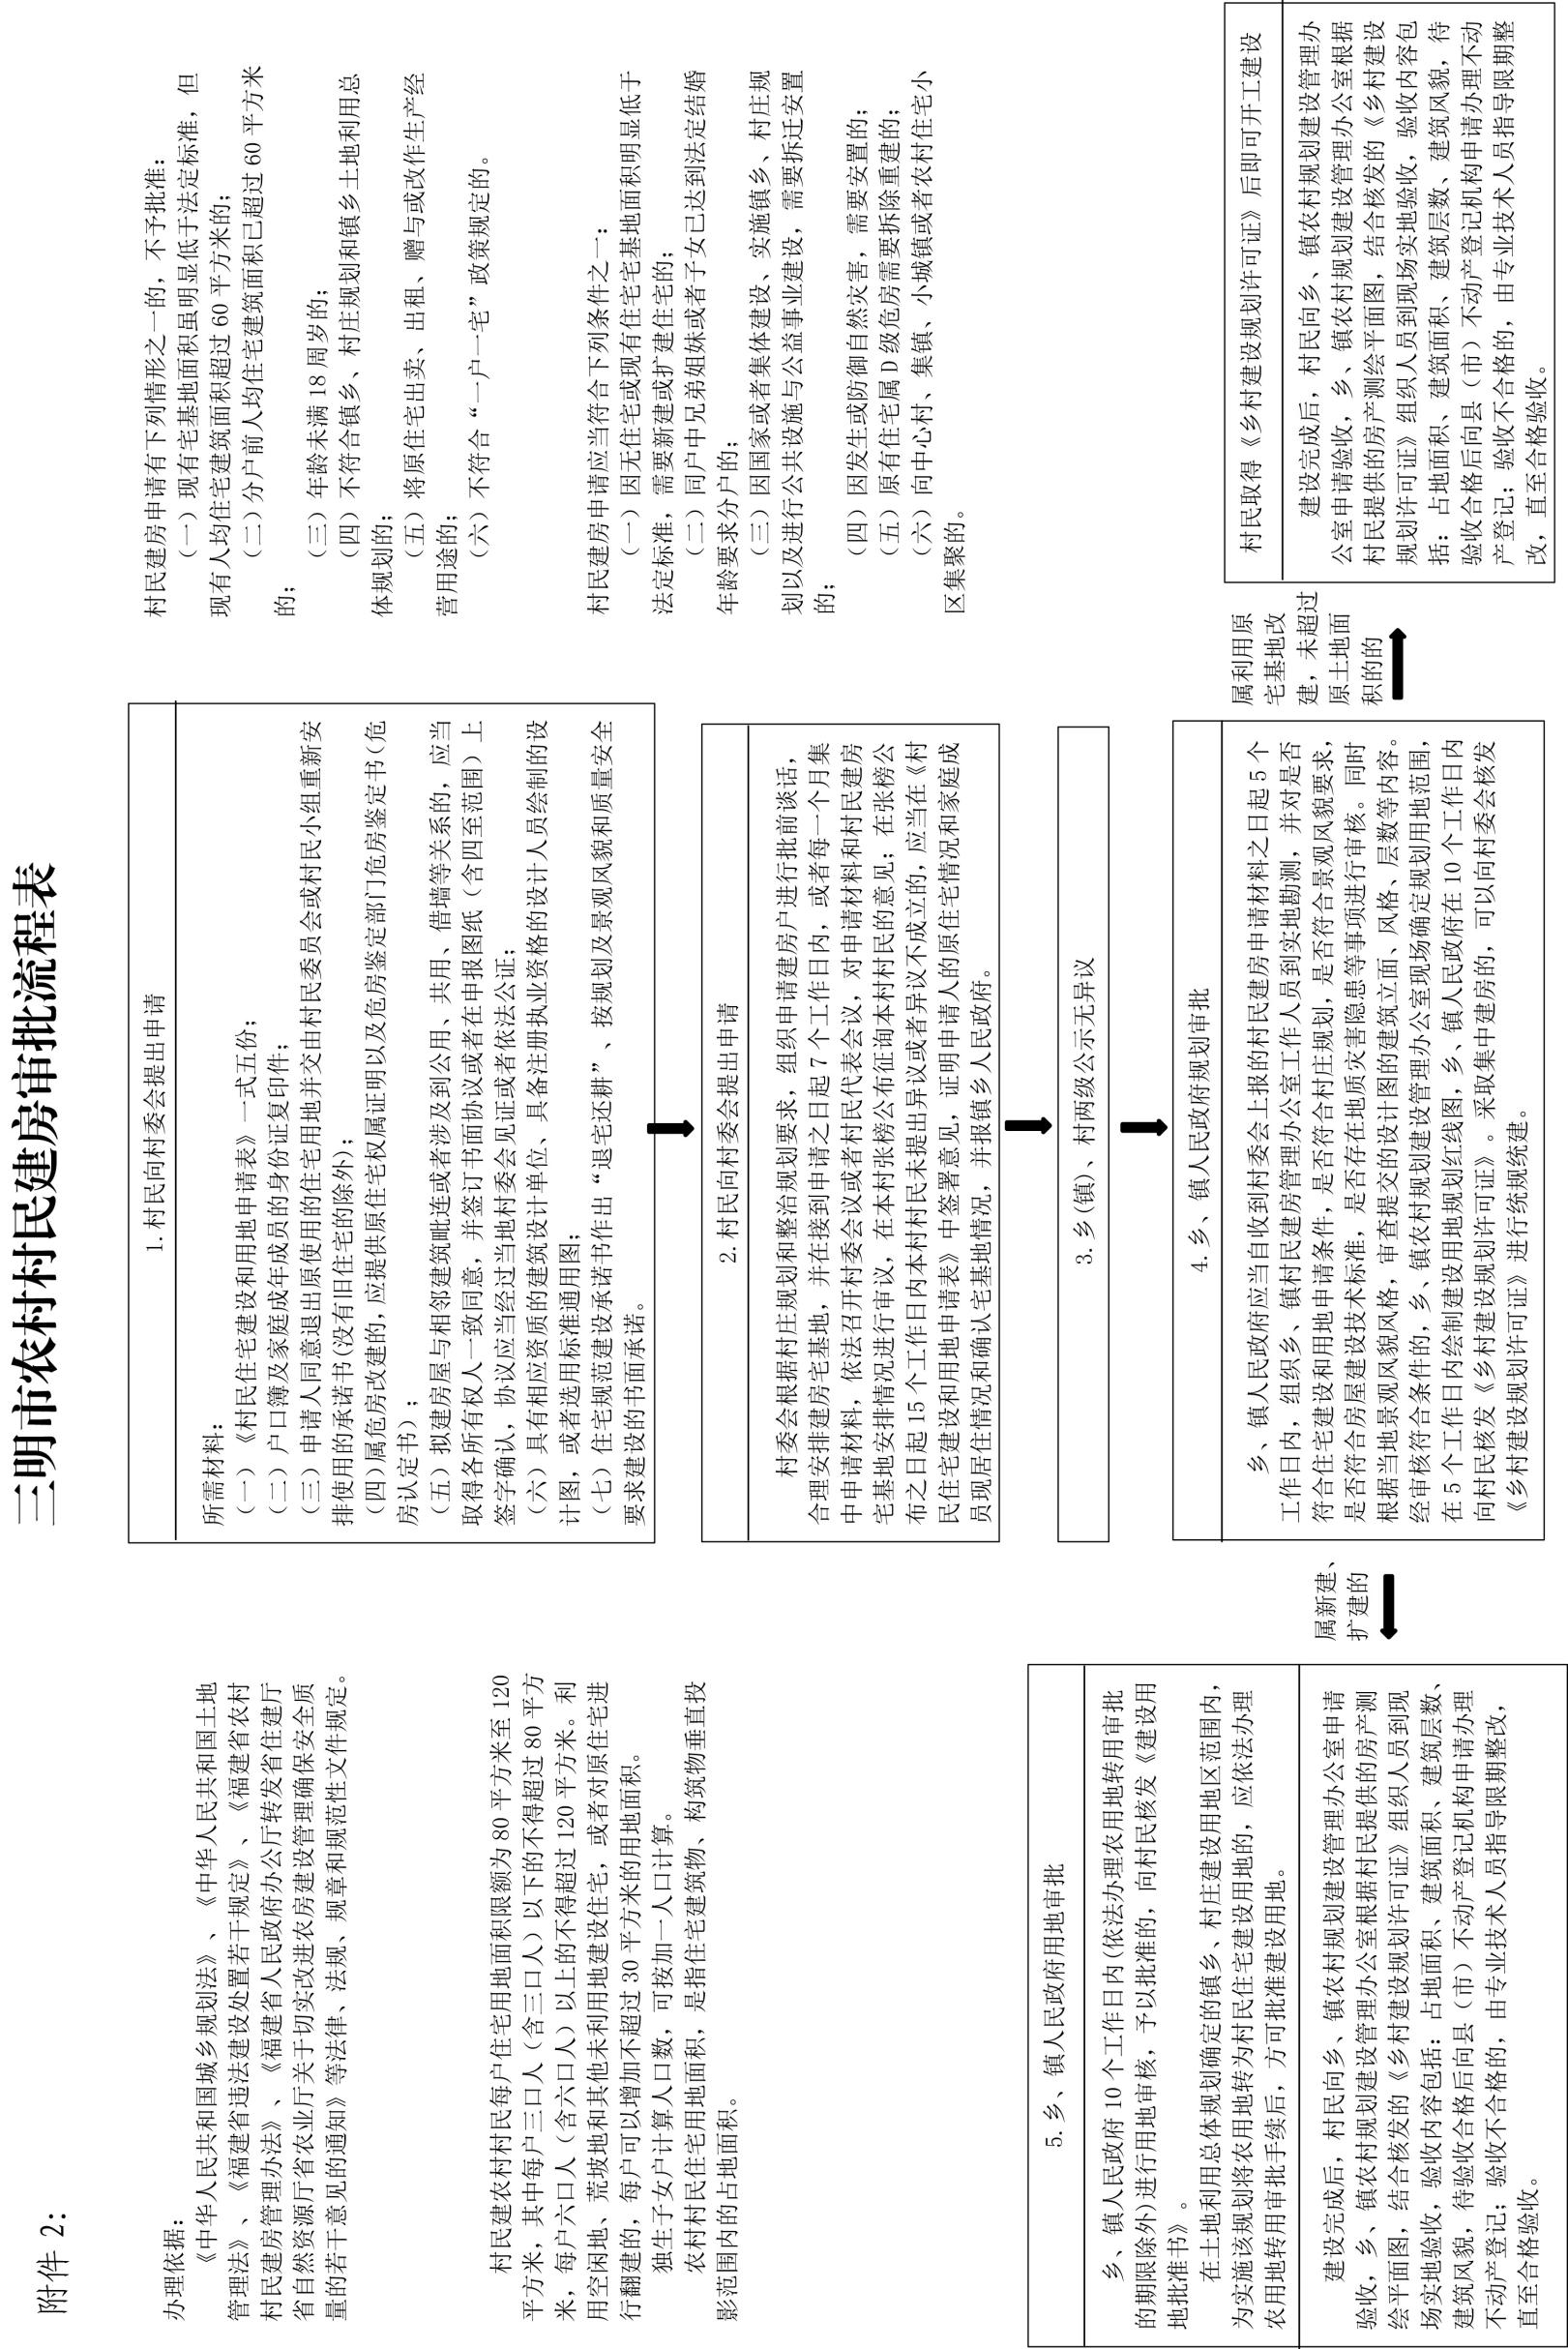 附件 2：
三明市农村村民建房审批流程表
办理依据：
《中华人民共和国城乡规划法》、《中华人民共和国土地
管理法》、《福建省违法建设处置若干规定》、《福建省农村
村民建房管理办法》、《福建省人民政府办公厅转发省住建厅
省自然资源厅省农业厅关于切实改进农房建设管理确保安全质
量的若干意见的通知》等法律、法规、规章和规范性文件规定。
村民建农村村民每户住宅用地面积限额为 80 平方米至 120
平方米，其中每户三口人（含三口人）以下的不得超过 80 平方
米，每户六口人（含六口人）以上的不得超过 120 平方米。利
用空闲地、荒坡地和其他未利用地建设住宅，或者对原住宅进
行翻建的，每户可以增加不超过 30 平方米的用地面积。
独生子女户计算人口数，可按加一人口计算。
农村村民住宅用地面积，是指住宅建筑物、构筑物垂直投
影范围内的占地面积。
1. 村民向村委会提出申请
所需材料：
（一）《村民住宅建设和用地申请表》一式五份；
（二）户口簿及家庭成年成员的身份证复印件；
（三）申请人同意退出原使用的住宅用地并交由村民委员会或村民小组重新安
排使用的承诺书(没有旧住宅的除外)；
(四)属危房改建的，应提供原住宅权属证明以及危房鉴定部门危房鉴定书(危
房认定书)；
（五）拟建房屋与相邻建筑毗连或者涉及到公用、共用、借墙等关系的，应当
取得各所有权人一致同意，并签订书面协议或者在申报图纸（含四至范围）上
签字确认，协议应当经过当地村委会见证或者依法公证；
（六）具有相应资质的建筑设计单位、具备注册执业资格的设计人员绘制的设
计图，或者选用标准通用图；
（七）住宅规范建设承诺书作出“退宅还耕”、按规划及景观风貌和质量安全
要求建设的书面承诺。
2. 村民向村委会提出申请
村委会根据村庄规划和整治规划要求，组织申请建房户进行批前谈话，
合理安排建房宅基地，并在接到申请之日起 7 个工作日内，或者每一个月集
中申请材料，依法召开村委会议或者村民代表会议，对申请材料和村民建房
宅基地安排情况进行审议，在本村张榜公布征询本村村民的意见；在张榜公
布之日起 15 个工作日内本村村民未提出异议或者异议不成立的，应当在《村
民住宅建设和用地申请表》中签署意见，证明申请人的原住宅情况和家庭成
员现居住情况和确认宅基地情况，并报镇乡人民政府。
3. 乡（镇）、村两级公示无异议
4. 乡、镇人民政府规划审批
乡、镇人民政府应当自收到村委会上报的村民建房申请材料之日起 5 个
工作日内，组织乡、镇村民建房管理办公室工作人员到实地勘测，并对是否
符合住宅建设和用地申请条件，是否符合村庄规划，是否符合景观风貌要求，
是否符合房屋建设技术标准，是否存在地质灾害隐患等事项进行审核。同时
根据当地景观风貌风格，审查提交的设计图的建筑立面、风格、层数等内容。
经审核符合条件的，乡、镇农村规划建设管理办公室现场确定规划用地范围，
在 5 个工作日内绘制建设用地规划红线图，乡、镇人民政府在 10 个工作日内
向村民核发《乡村建设规划许可证》。采取集中建房的，可以向村委会核发
《乡村建设规划许可证》进行统规统建。
村民建房申请有下列情形之一的，不予批准：
（一）现有宅基地面积虽明显低于法定标准，但
现有人均住宅建筑面积超过 60 平方米的；
（二）分户前人均住宅建筑面积已超过 60 平方米
的；
（三）年龄未满 18 周岁的；
（四）不符合镇乡、村庄规划和镇乡土地利用总
体规划的；
（五）将原住宅出卖、出租、赠与或改作生产经
营用途的；
（六）不符合“一户一宅”政策规定的。
村民建房申请应当符合下列条件之一：
（一）因无住宅或现有住宅宅基地面积明显低于
法定标准，需要新建或扩建住宅的；
（二）同户中兄弟姐妹或者子女已达到法定结婚
年龄要求分户的；
（三）因国家或者集体建设、实施镇乡、村庄规
划以及进行公共设施与公益事业建设，需要拆迁安置
的；
（四）因发生或防御自然灾害，需要安置的；
（五）原有住宅属 D 级危房需要拆除重建的；
（六）向中心村、集镇、小城镇或者农村住宅小
区集聚的。
属新建、
扩建的
5. 乡、镇人民政府用地审批
乡、镇人民政府 10 个工作日内(依法办理农用地转用审批
的期限除外)进行用地审核，予以批准的，向村民核发《建设用
地批准书》。
在土地利用总体规划确定的镇乡、村庄建设用地区范围内，
为实施该规划将农用地转为村民住宅建设用地的，应依法办理
农用地转用审批手续后，方可批准建设用地。
建设完成后，村民向乡、镇农村规划建设管理办公室申请
验收，乡、镇农村规划建设管理办公室根据村民提供的房产测
绘平面图，结合核发的《乡村建设规划许可证》组织人员到现
场实地验收，验收内容包括：占地面积、建筑面积、建筑层数、
建筑风貌，待验收合格后向县（市）不动产登记机构申请办理
不动产登记；验收不合格的，由专业技术人员指导限期整改，
直至合格验收。
属利用原
宅基地改
建，未超过
原土地面
积的的
村民取得《乡村建设规划许可证》后即可开工建设
建设完成后，村民向乡、镇农村规划建设管理办
公室申请验收，乡、镇农村规划建设管理办公室根据
村民提供的房产测绘平面图，结合核发的《乡村建设
规划许可证》组织人员到现场实地验收，验收内容包
括：占地面积、建筑面积、建筑层数、建筑风貌，待
验收合格后向县（市）不动产登记机构申请办理不动
产登记；验收不合格的，由专业技术人员指导限期整
改，直至合格验收。